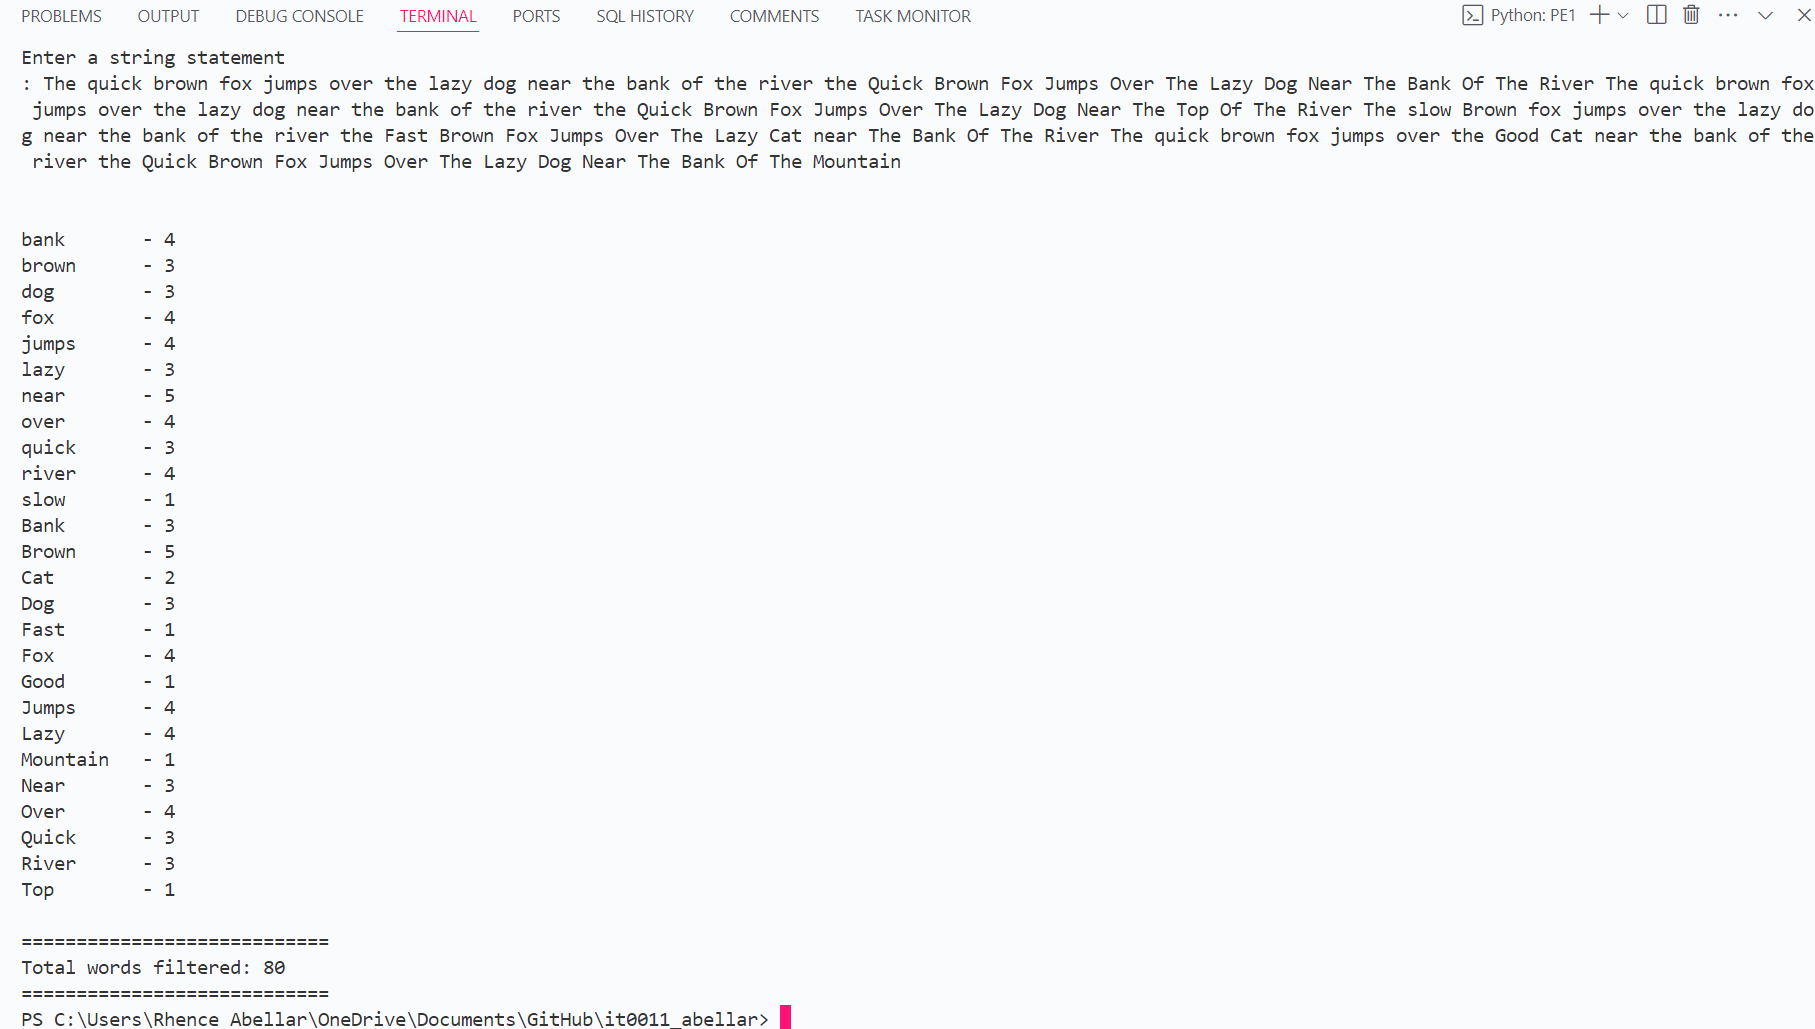 PROBLEMS OUTPUT DEBUG CONSOLE TERMINAL PORTS SQL HISTORY COMMENTS TASK MONITOR Python: PE1
Enter a string statement
: The quick brown fox jumps over the lazy dog near the bank of the river the Quick Brown Fox Jumps Over The Lazy Dog Near The Bank Of The River The quick brown fox
jumps over the lazy dog near the bank of the river the Quick Brown Fox Jumps Over The Lazy Dog Near The Top Of The River The slow Brown fox jumps over the lazy do
g near the bank of the river the Fast Brown Fox Jumps Over The Lazy Cat near The Bank Of The River The quick brown fox jumps over the Good Cat near the bank of the
river the Quick Brown Fox Jumps Over The Lazy Dog Near The Bank Of The Mountain
bank - 4
brown - 3
dog - 3
fox - 4
jumps - 4
lazy - 3
near - 5
over - 4
quick - 3
river - 4
slow - 1
Bank - 3
Brown - 5
Cat - 2
Dog - 3
Fast - 1
Fox - 4
Good - 1
Jumps - 4
Lazy - 4
Mountain - 1
Near - 3
Over - 4
Quick - 3
River - 3
Top - 1
============================
Total words filtered: 80
============================
PS C:\Users\Rhence Abellar\OneDrive\Documents\GitHub\it0011_abellar>